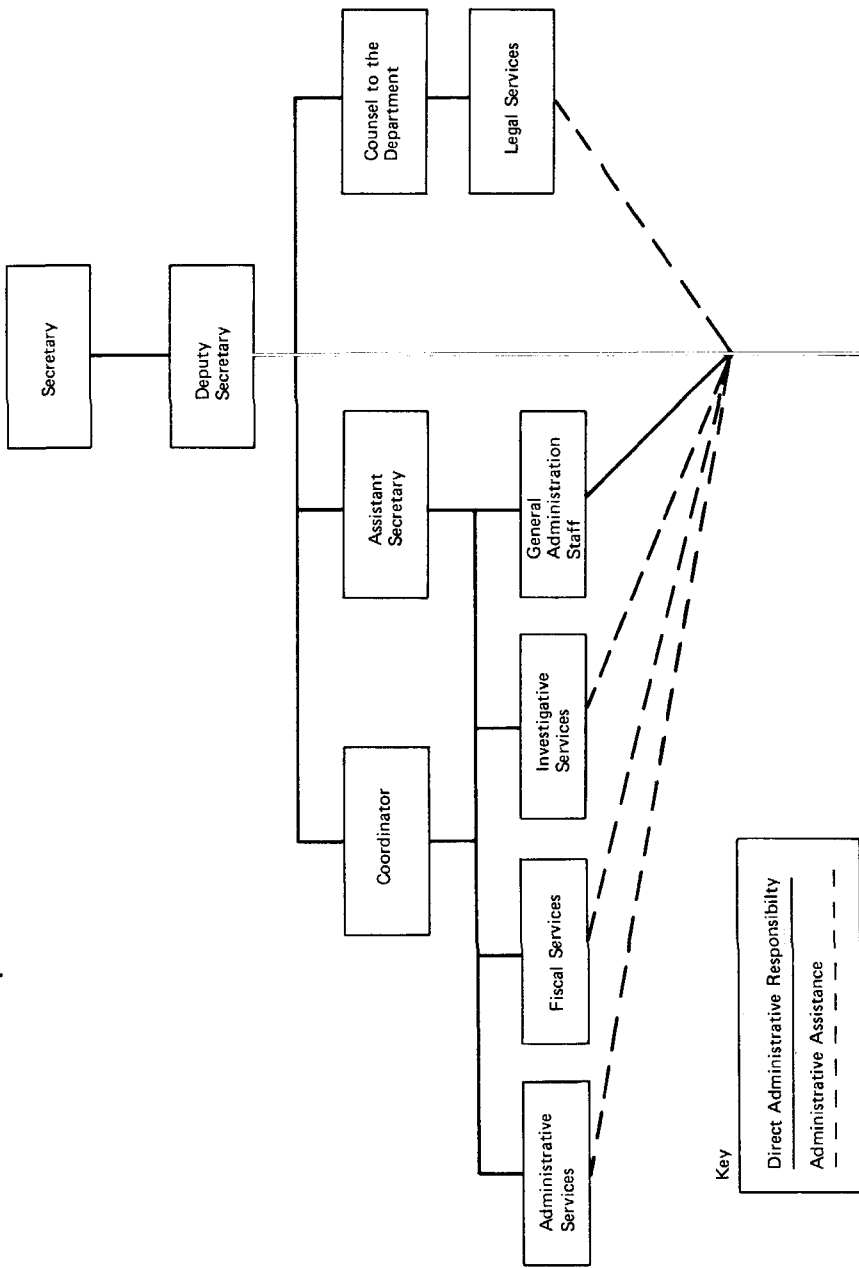 Secretary
Deputy
Secretary
Coordinator
Assistant
Secretary
Counsel to the
Department
Legal Services
Administrative
Services
Fiscal Services
Investigative
Services
General
Administration
Staff
Key
Direct Administrative Responsibilty
Administrative Assistance